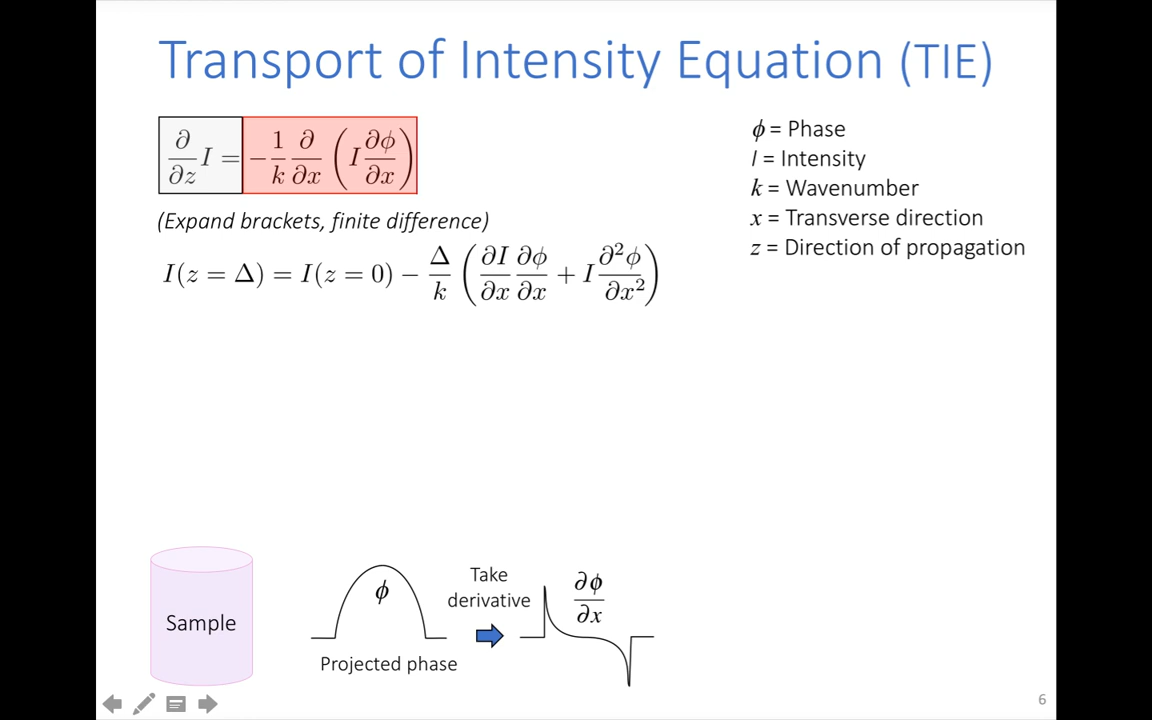 Transport of Intensity Equation (TIE)
∂/∂z I = −1/k ∂/∂x (I ∂ϕ/∂x)
(Expand brackets, finite difference)
I(z = Δ) = I(z = 0) − Δ/k (∂I/∂x ∂ϕ/∂x + I ∂²ϕ/∂x²)
ϕ = Phase
I = Intensity
k = Wavenumber
x = Transverse direction
z = Direction of propagation
Sample
ϕ
Projected phase
Take
derivative
∂ϕ/∂x
6